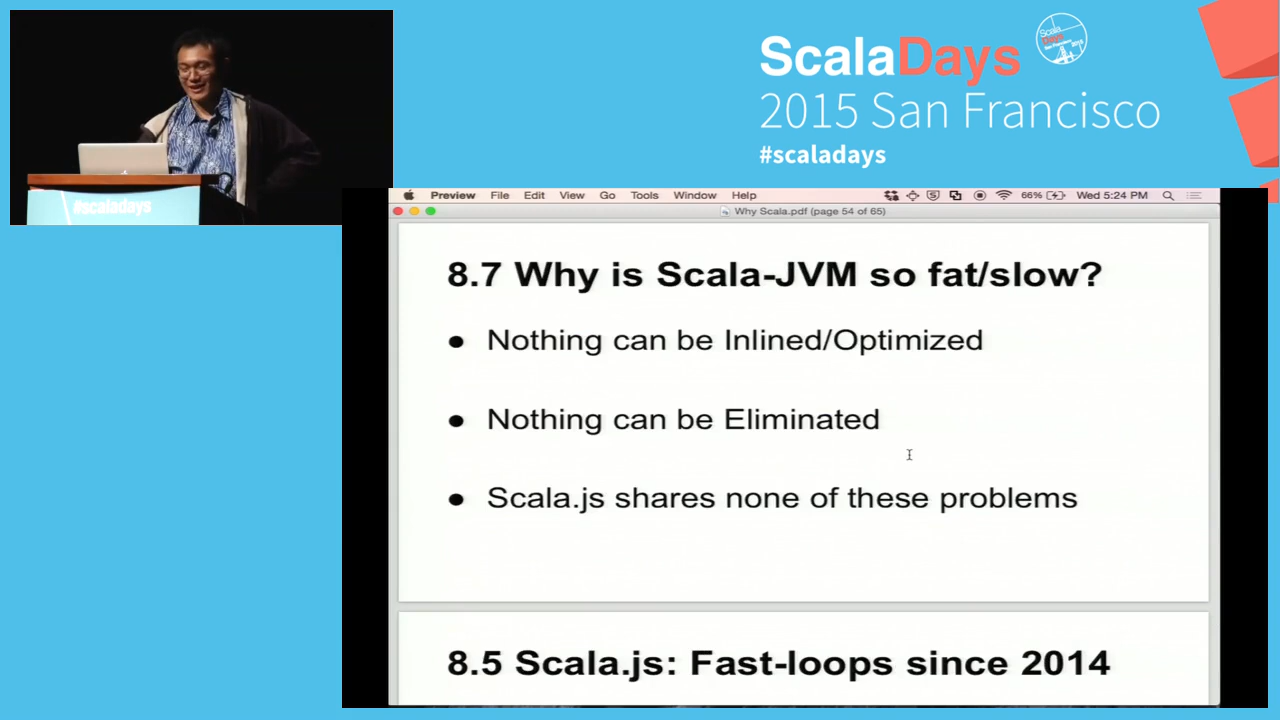 ScalaDays
2015 San Francisco
#scaladays
#scaladays
Preview File Edit View Go Tools Window Help 66% Wed 5:24 PM
Why Scala.pdf (page 54 of 65)
8.7 Why is Scala-JVM so fat/slow?
● Nothing can be Inlined/Optimized
● Nothing can be Eliminated
● Scala.js shares none of these problems
8.5 Scala.js: Fast-loops since 2014